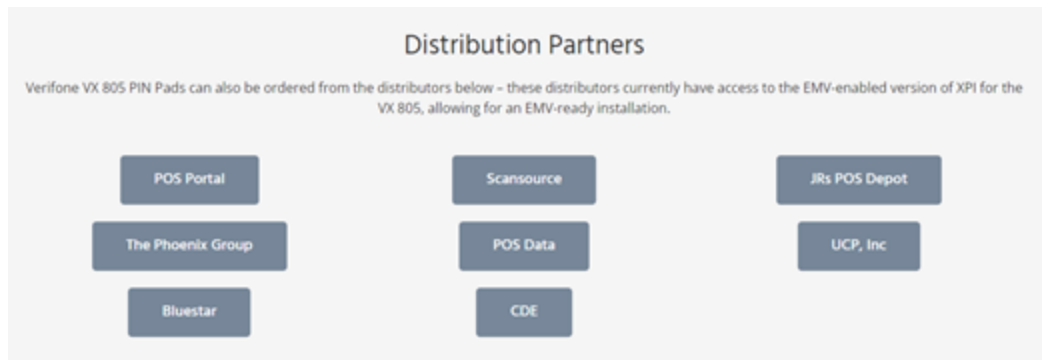 Distribution Partners
Verifone VX 805 PIN Pads can also be ordered from the distributors below – these distributors currently have access to the EMV-enabled version of XPI for the
VX 805, allowing for an EMV-ready installation.
POS Portal
Scansource
JRs POS Depot
The Phoenix Group
POS Data
UCP, Inc
Bluestar
CDE